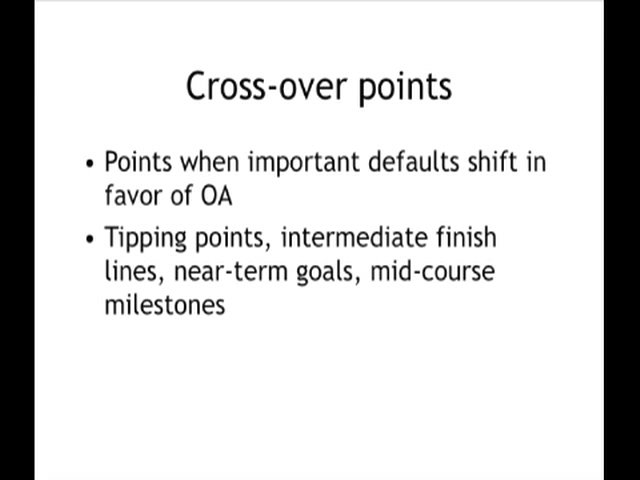 Cross-over points
• Points when important defaults shift in
favor of OA
• Tipping points, intermediate finish
lines, near-term goals, mid-course
milestones